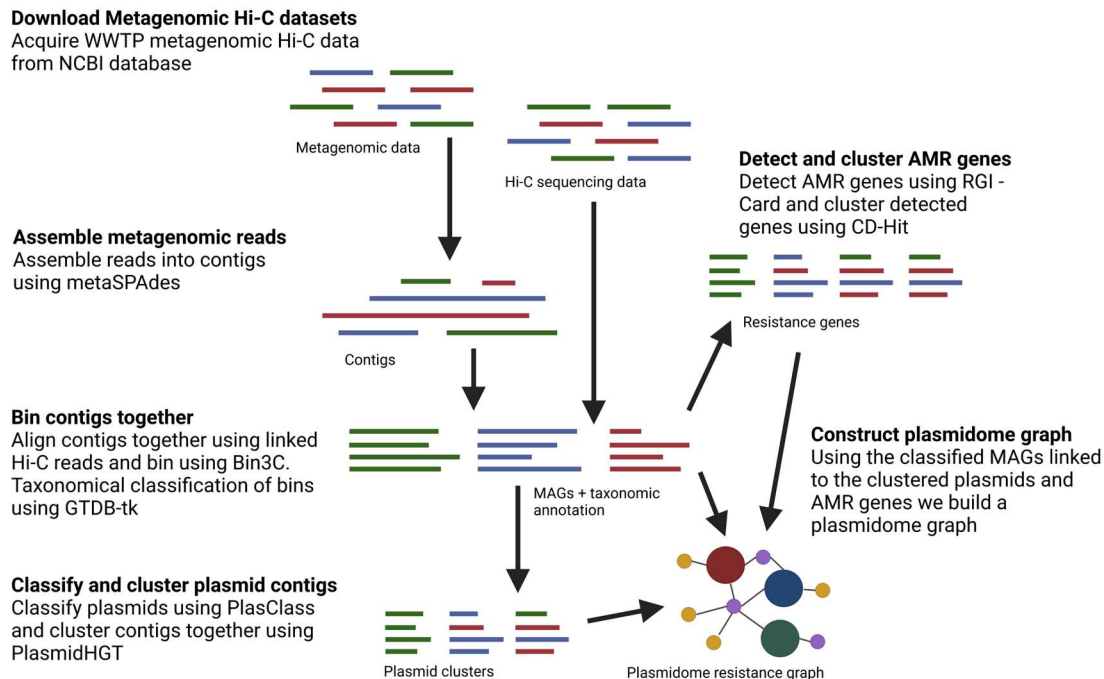 Download Metagenomic Hi-C datasets
Acquire WWTP metagenomic Hi-C data
from NCBI database
Metagenomic data
Hi-C sequencing data
Detect and cluster AMR genes
Detect AMR genes using RGI -
Card and cluster detected
genes using CD-Hit
Resistance genes
Assemble metagenomic reads
Assemble reads into contigs
using metaSPAdes
Contigs
Bin contigs together
Align contigs together using linked
Hi-C reads and bin using Bin3C.
Taxonomical classification of bins
using GTDB-tk
MAGs + taxonomic
annotation
Construct plasmidome graph
Using the classified MAGs linked
to the clustered plasmids and
AMR genes we build a
plasmidome graph
Classify and cluster plasmid contigs
Classify plasmids using PlasClass
and cluster contigs together using
PlasmidHGT
Plasmid clusters
Plasmidome resistance graph